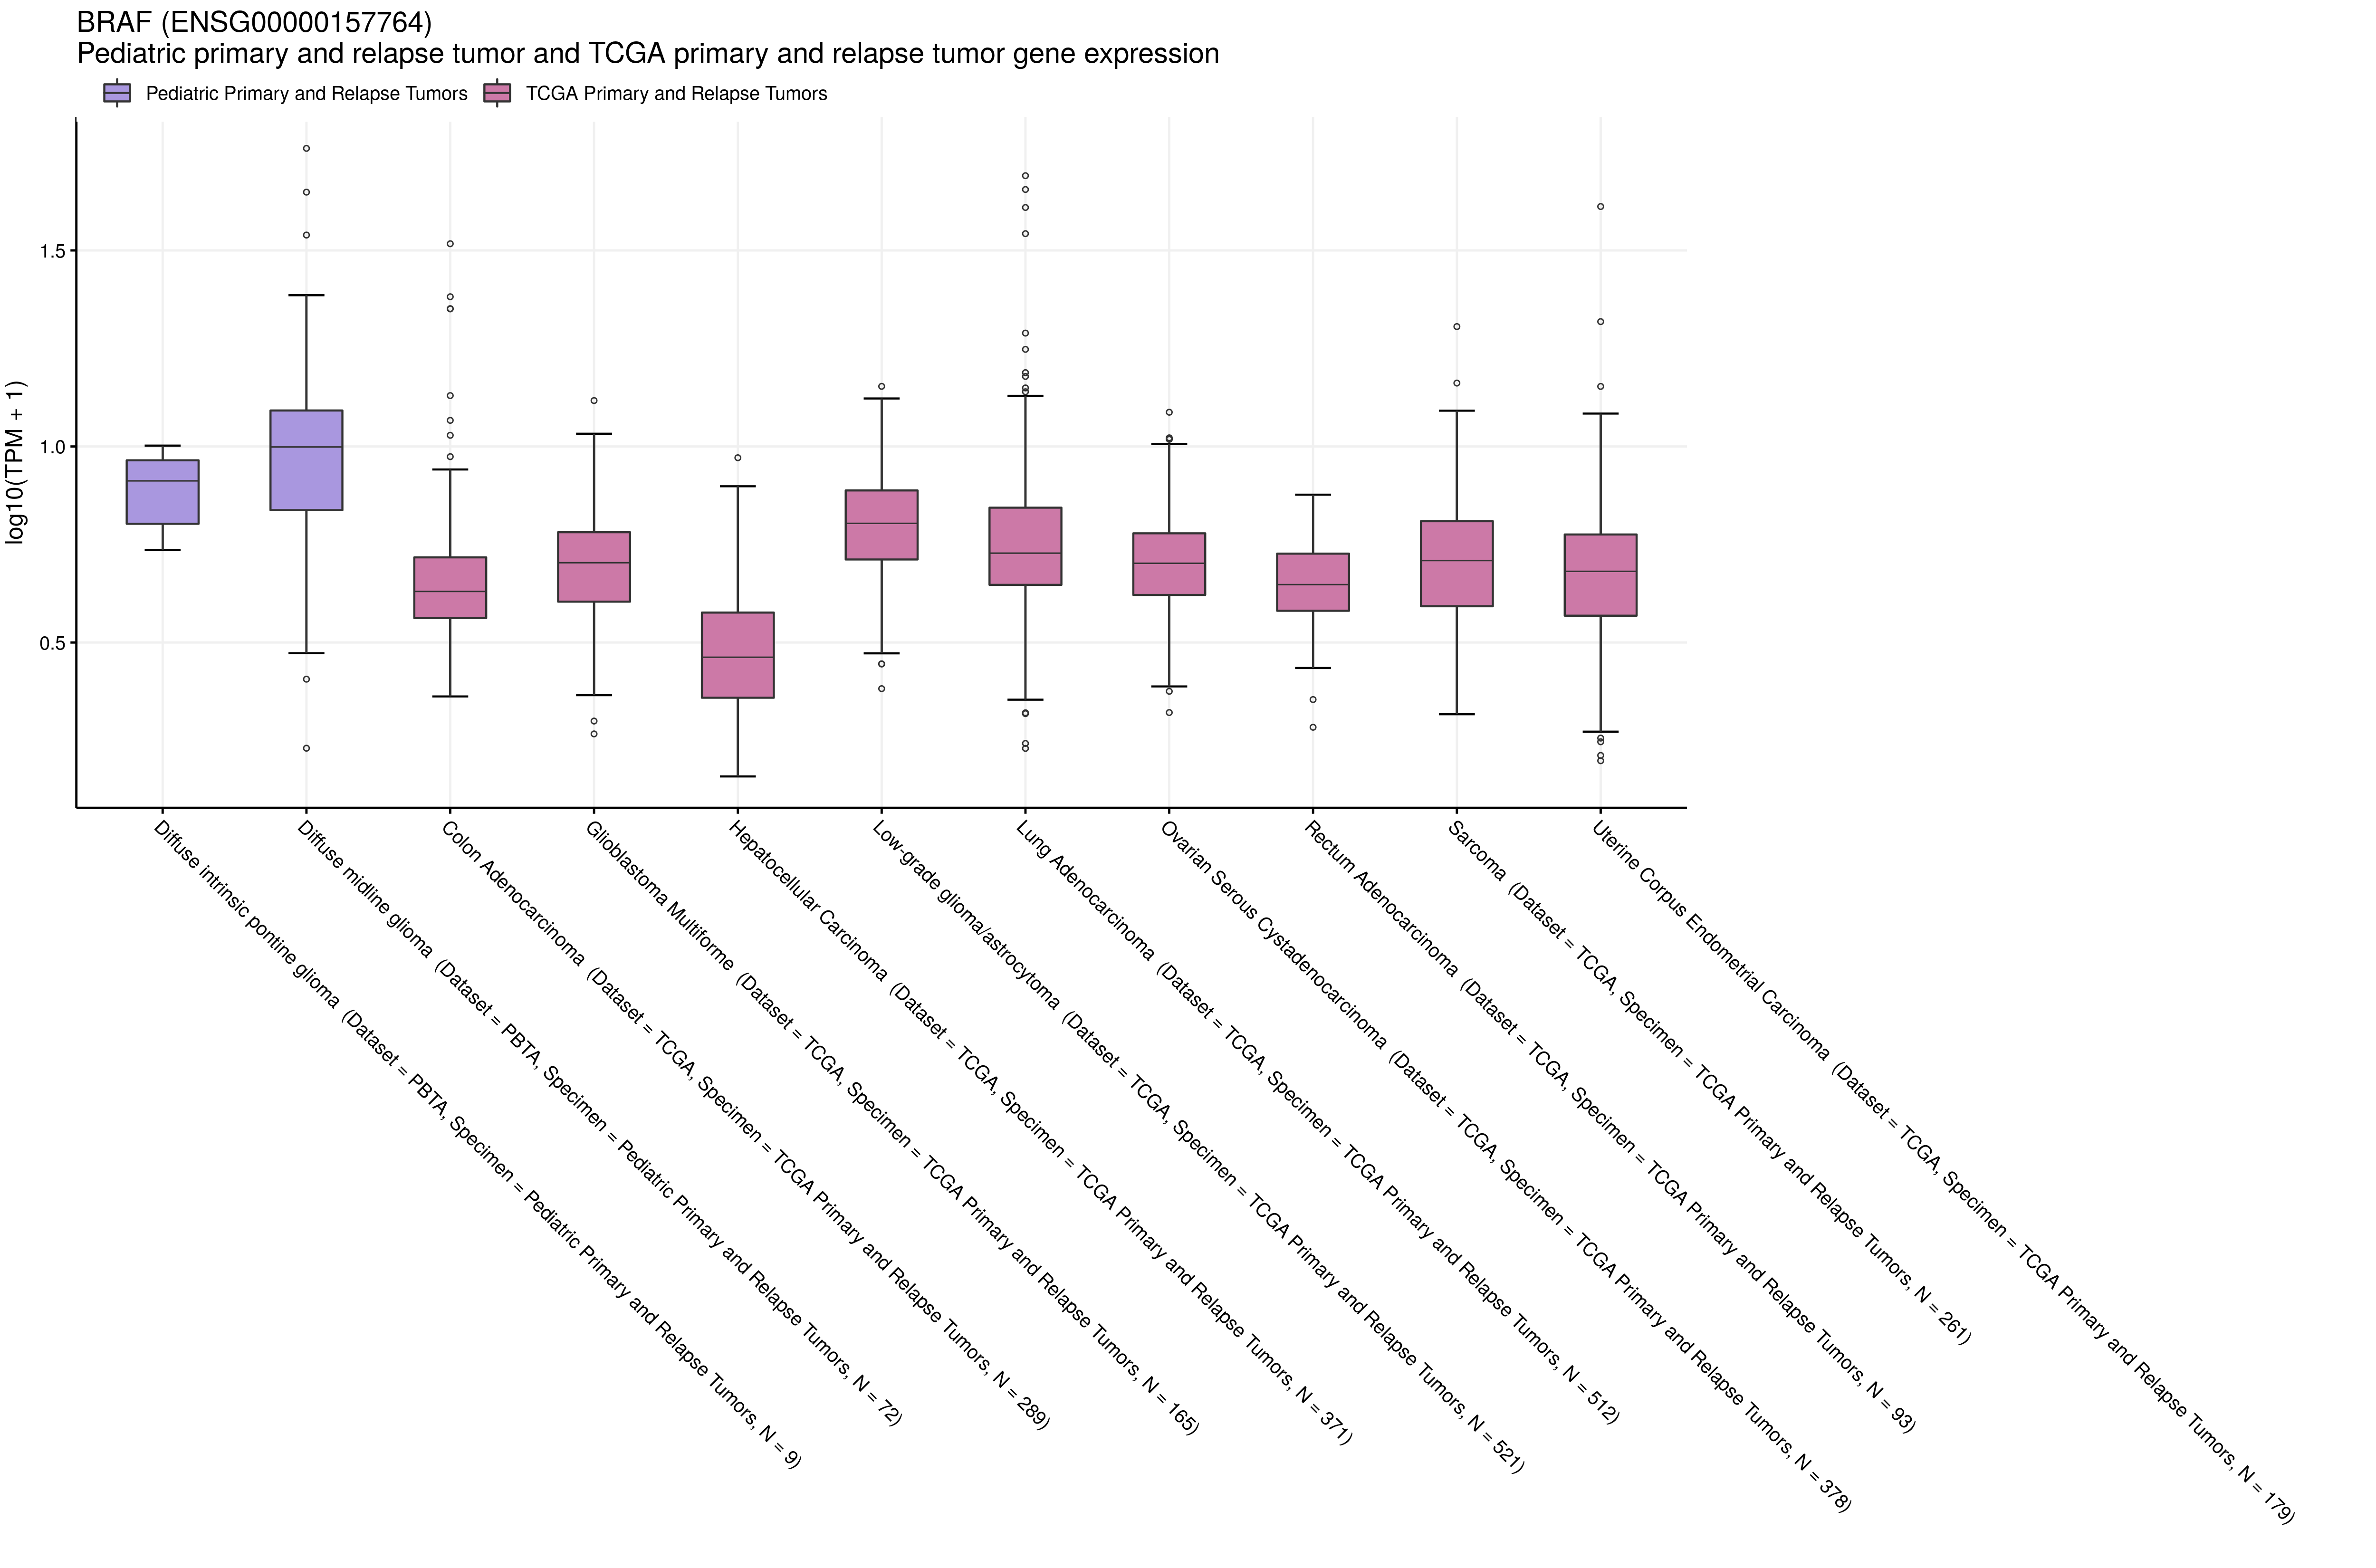 BRAF (ENSG00000157764)
Pediatric primary and relapse tumor and TCGA primary and relapse tumor gene expression
Pediatric Primary and Relapse Tumors
TCGA Primary and Relapse Tumors
log10(TPM + 1)
1.5
1.0
0.5
Diffuse intrinsic pontine glioma (Dataset = PBTA, Specimen = Pediatric Primary and Relapse Tumors, N = 9)
Diffuse midline glioma (Dataset = PBTA, Specimen = Pediatric Primary and Relapse Tumors, N = 72)
Colon Adenocarcinoma (Dataset = TCGA, Specimen = TCGA Primary and Relapse Tumors, N = 289)
Glioblastoma Multiforme (Dataset = TCGA, Specimen = TCGA Primary and Relapse Tumors, N = 165)
Hepatocellular Carcinoma (Dataset = TCGA, Specimen = TCGA Primary and Relapse Tumors, N = 371)
Low-grade glioma/astrocytoma (Dataset = TCGA, Specimen = TCGA Primary and Relapse Tumors, N = 521)
Lung Adenocarcinoma (Dataset = TCGA, Specimen = TCGA Primary and Relapse Tumors, N = 512)
Ovarian Serous Cystadenocarcinoma (Dataset = TCGA, Specimen = TCGA Primary and Relapse Tumors, N = 378)
Rectum Adenocarcinoma (Dataset = TCGA, Specimen = TCGA Primary and Relapse Tumors, N = 93)
Sarcoma (Dataset = TCGA, Specimen = TCGA Primary and Relapse Tumors, N = 261)
Uterine Corpus Endometrial Carcinoma (Dataset = TCGA, Specimen = TCGA Primary and Relapse Tumors, N = 179)